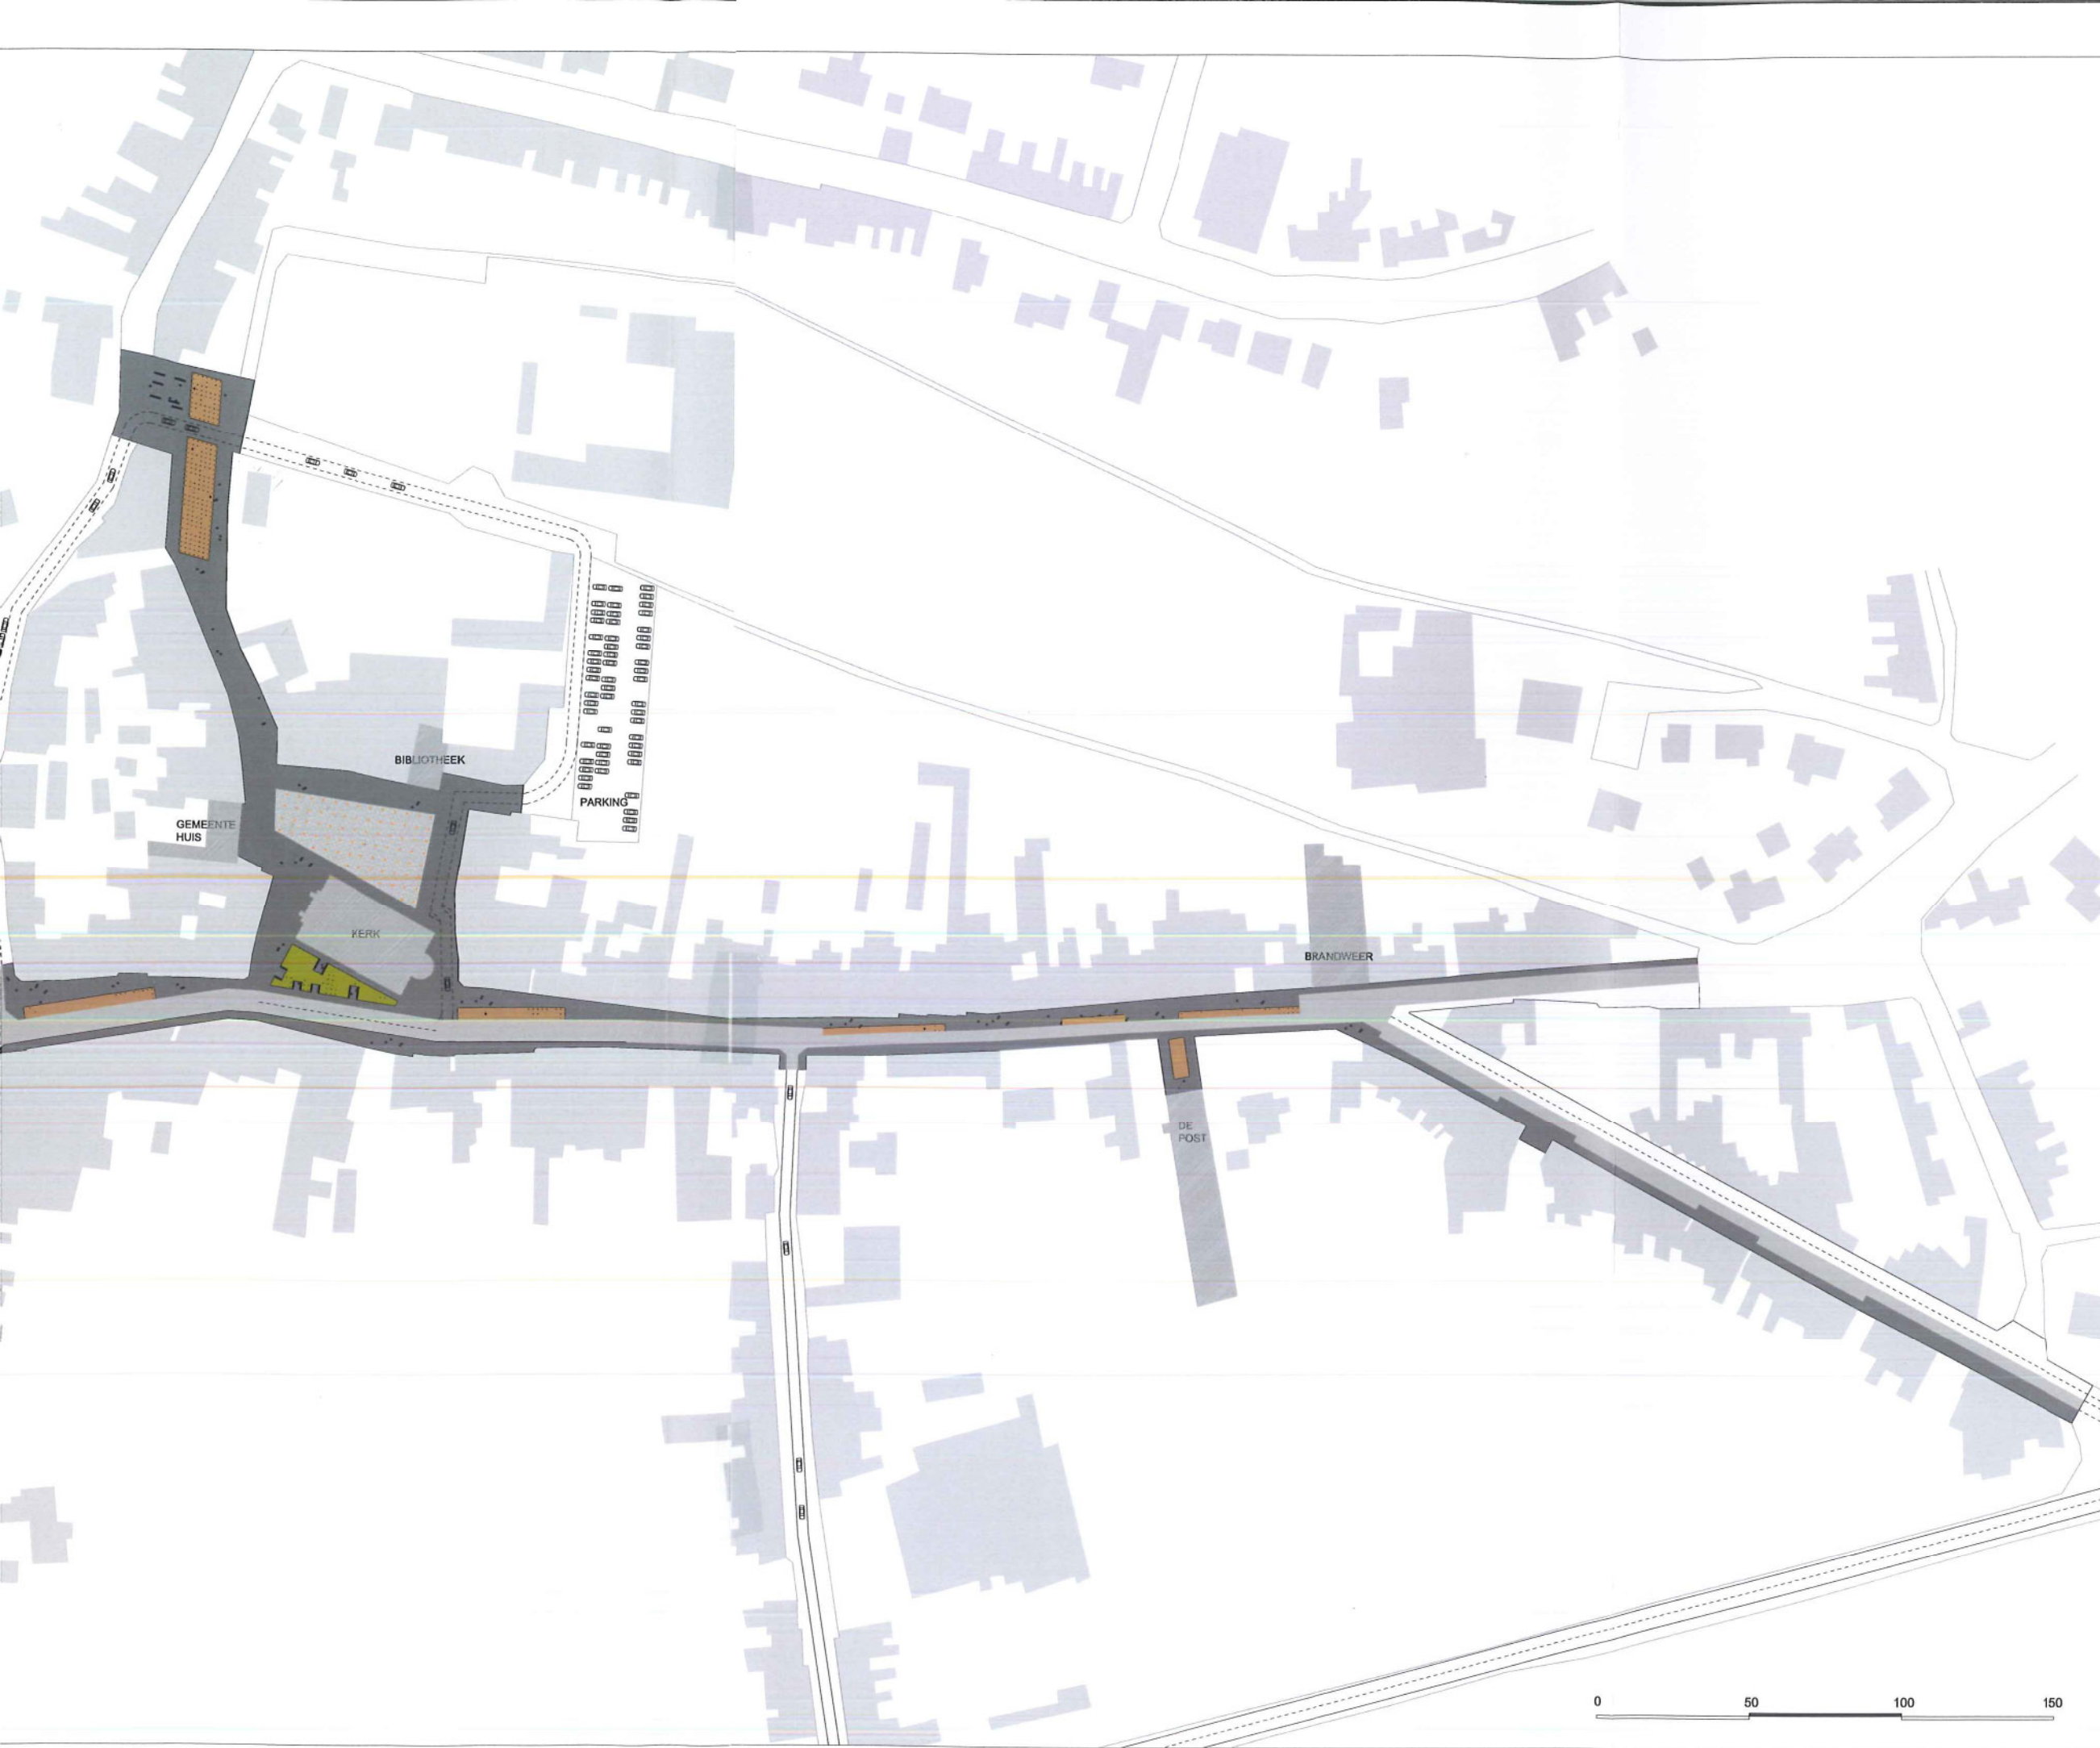 BIBLIOTHEEK
PARKING
GEMEENTE
HUIS
KERK
BRANDWEER
DE
POST
0 50 100 150